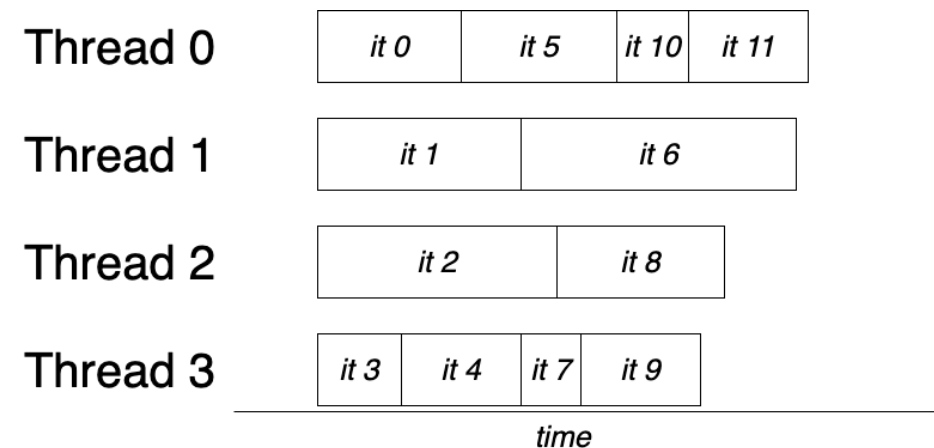 Thread 0 it 0 it 5 it 10 it 11
Thread 1 it 1 it 6
Thread 2 it 2 it 8
Thread 3 it 3 it 4 it 7 it 9
time